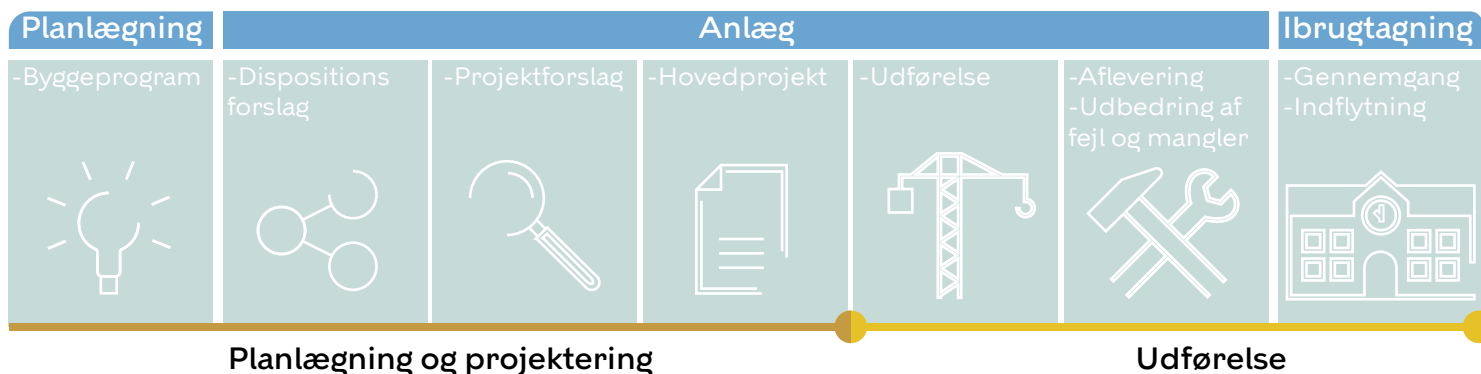 Planlægning
Anlæg
Ibrugtagning
-Byggeprogram
-Dispositions
forslag
-Projektforslag
-Hovedprojekt
-Udførelse
-Aflevering
-Udbedring af
fejl og mangler
-Gennemgang
-Indflytning
Planlægning og projektering
Udførelse